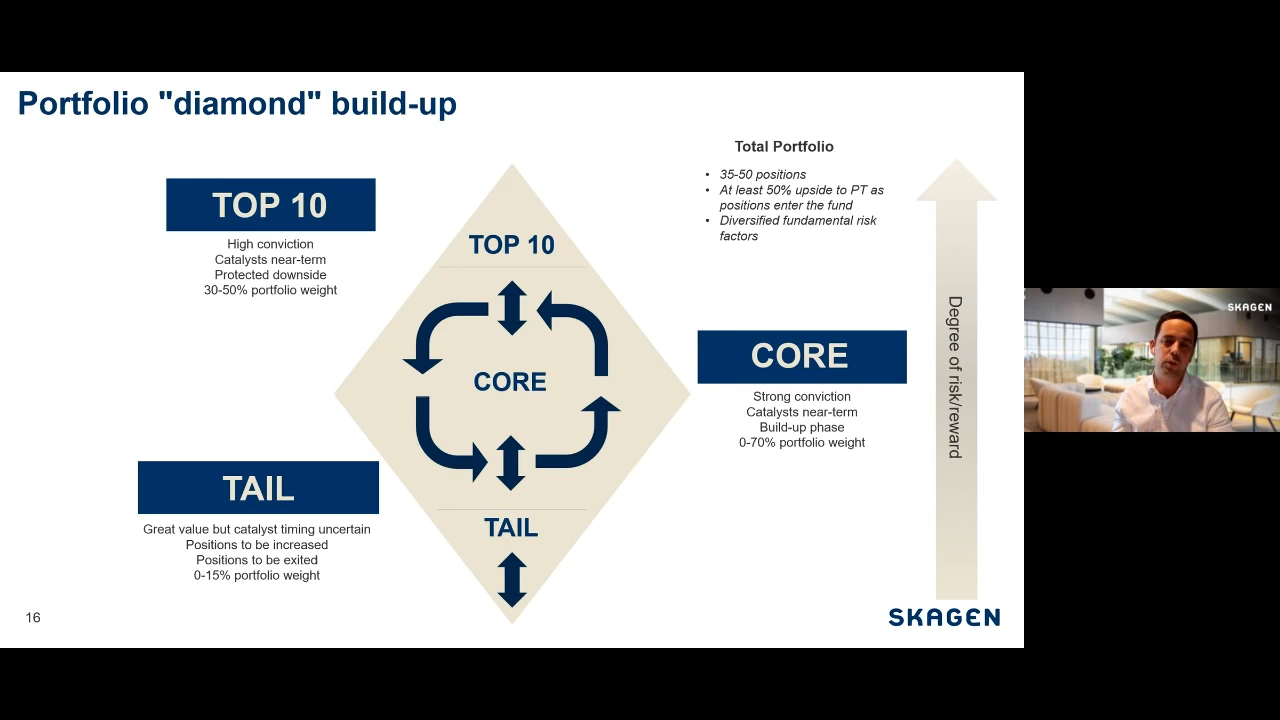 Portfolio "diamond" build-up
TOP 10
High conviction
Catalysts near-term
Protected downside
30-50% portfolio weight
Total Portfolio
• 35-50 positions
• At least 50% upside to PT as
positions enter the fund
• Diversified fundamental risk
factors
TOP 10
CORE
TAIL
CORE
Strong conviction
Catalysts near-term
Build-up phase
0-70% portfolio weight
Degree of risk/reward
TAIL
Great value but catalyst timing uncertain
Positions to be increased
Positions to be exited
0-15% portfolio weight
16
SKAGEN
SKAGEN